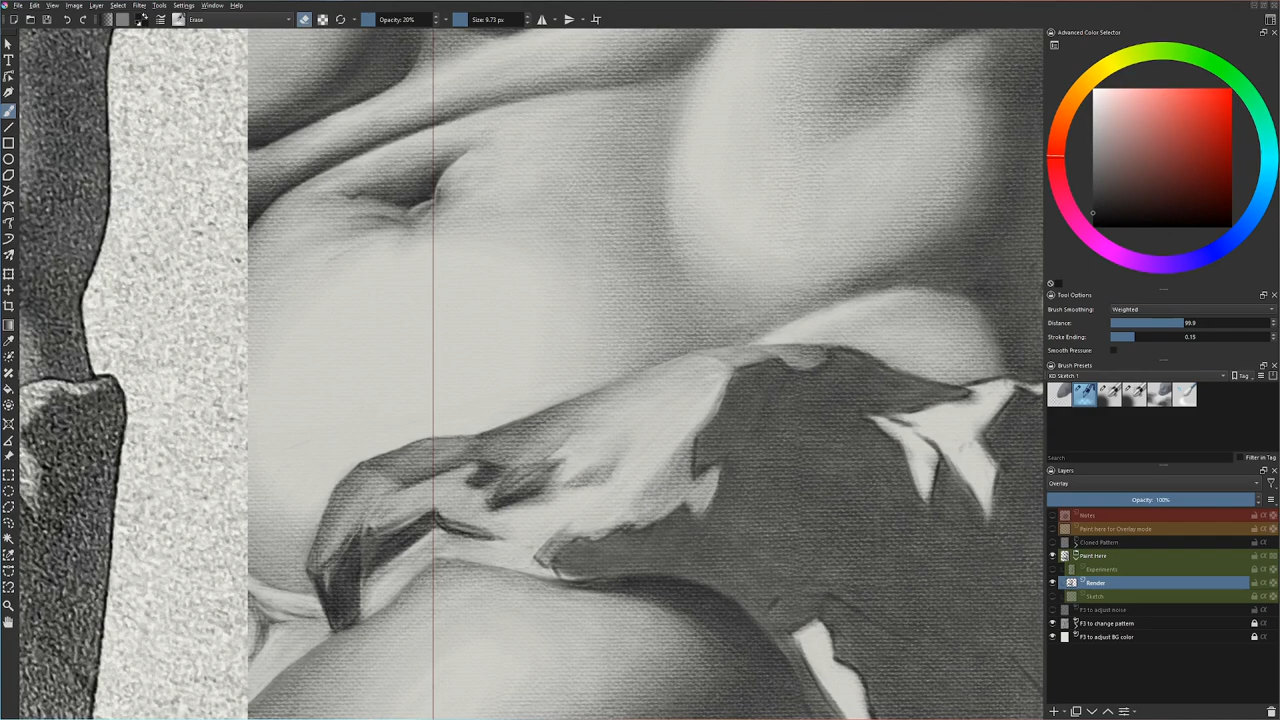 File Edit View Image Layer Select Filter Tools Settings Window Help
Erase Opacity: 20% Size: 9.73 px
Advanced Color Selector
Tool Options
Brush Smoothing: Weighted
Distance: 99.9
Stroke Ending: 0.15
Smooth Pressure:
Brush Presets
KD Sketch 1 Tag
Search Filter in Tag
Layers
Overlay
Opacity: 100%
Notes
Paint here for Overlay mode
Cloned Pattern
Paint Here
Experiments
Render
Sketch
F3 to adjust noise
F3 to change pattern
F3 to adjust BG color